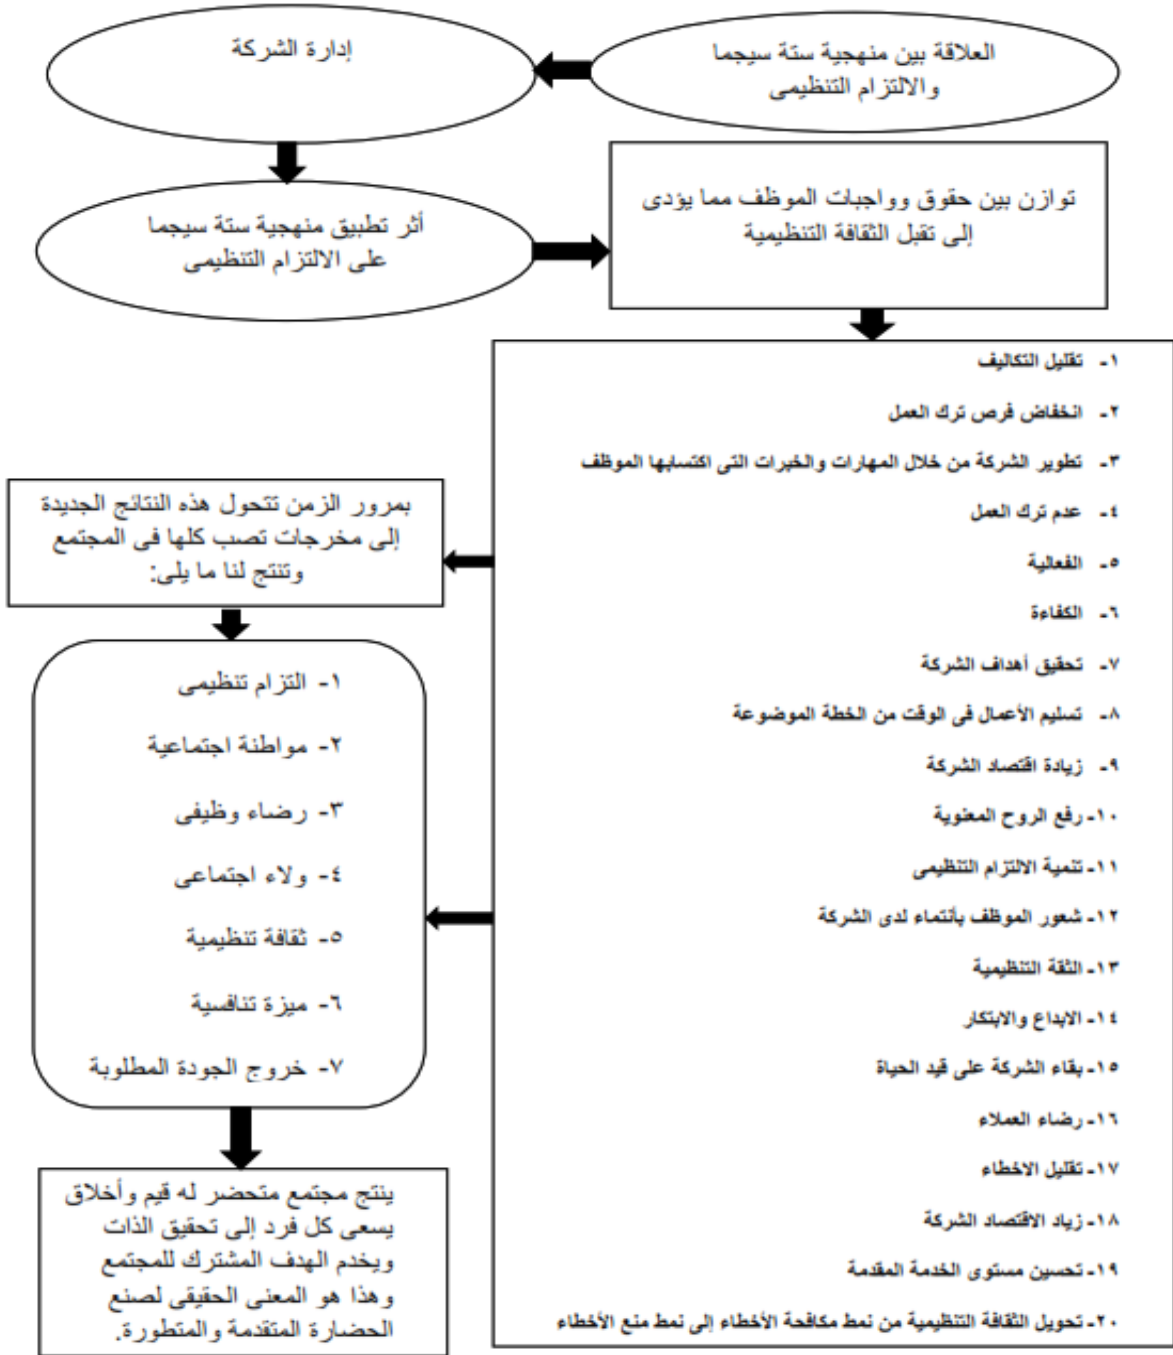 العلاقة بين منهجية ستة سيجما
والالتزام التنظيمى
إدارة الشركة
أثر تطبيق منهجية ستة سيجما
على الالتزام التنظيمى
توازن بين حقوق وواجبات الموظف مما يؤدى
إلى تقبل الثقافة التنظيمية
١- تقليل التكاليف
٢- انخفاض فرص ترك العمل
٣- تطوير الشركة من خلال المهارات والخبرات التى اكتسابها الموظف
٤- عدم ترك العمل
٥- الفعالية
٦- الكفاءة
٧- تحقيق أهداف الشركة
٨- تسليم الأعمال فى الوقت من الخطة الموضوعة
٩- زيادة اقتصاد الشركة
١٠- رفع الروح المعنوية
١١- تنمية الالتزام التنظيمى
١٢- شعور الموظف بأنتماء لدى الشركة
١٣- الثقة التنظيمية
١٤- الابداع والابتكار
١٥- بقاء الشركة على قيد الحياة
١٦- رضاء العملاء
١٧- تقليل الاخطاء
١٨- زياد الاقتصاد الشركة
١٩- تحسين مستوى الخدمة المقدمة
٢٠- تحويل الثقافة التنظيمية من نمط مكافحة الأخطاء إلى نمط منع الأخطاء
بمرور الزمن تتحول هذه النتائج الجديدة
إلى مخرجات تصب كلها فى المجتمع
وتنتج لنا ما يلى:
١- التزام تنظيمى
٢- مواطنة اجتماعية
٣- رضاء وظيفى
٤- ولاء اجتماعى
٥- ثقافة تنظيمية
٦- ميزة تنافسية
٧- خروج الجودة المطلوبة
ينتج مجتمع متحضر له قيم وأخلاق
يسعى كل فرد إلى تحقيق الذات
ويخدم الهدف المشترك للمجتمع
وهذا هو المعنى الحقيقى لصنع
الحضارة المتقدمة والمتطورة.